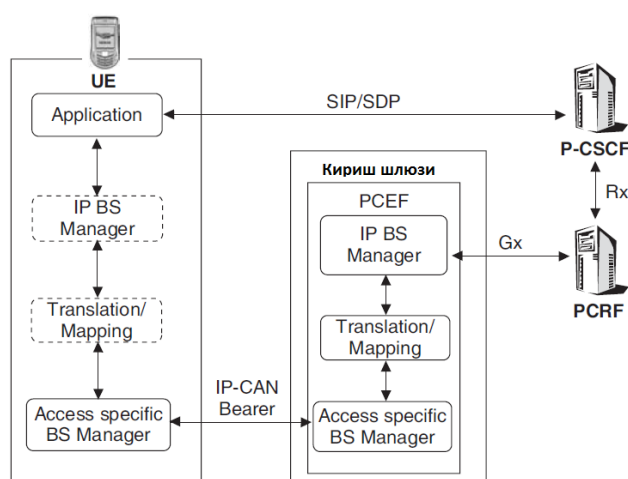 UE
Application
SIP/SDP
P-CSCF
Кириш шлюзи
PCEF
Rx
IP BS
Manager
IP BS
Manager
Gx
PCRF
Translation/
Mapping
Translation/
Mapping
IP-CAN
Bearer
Access specific
BS Manager
Access specific
BS Manager